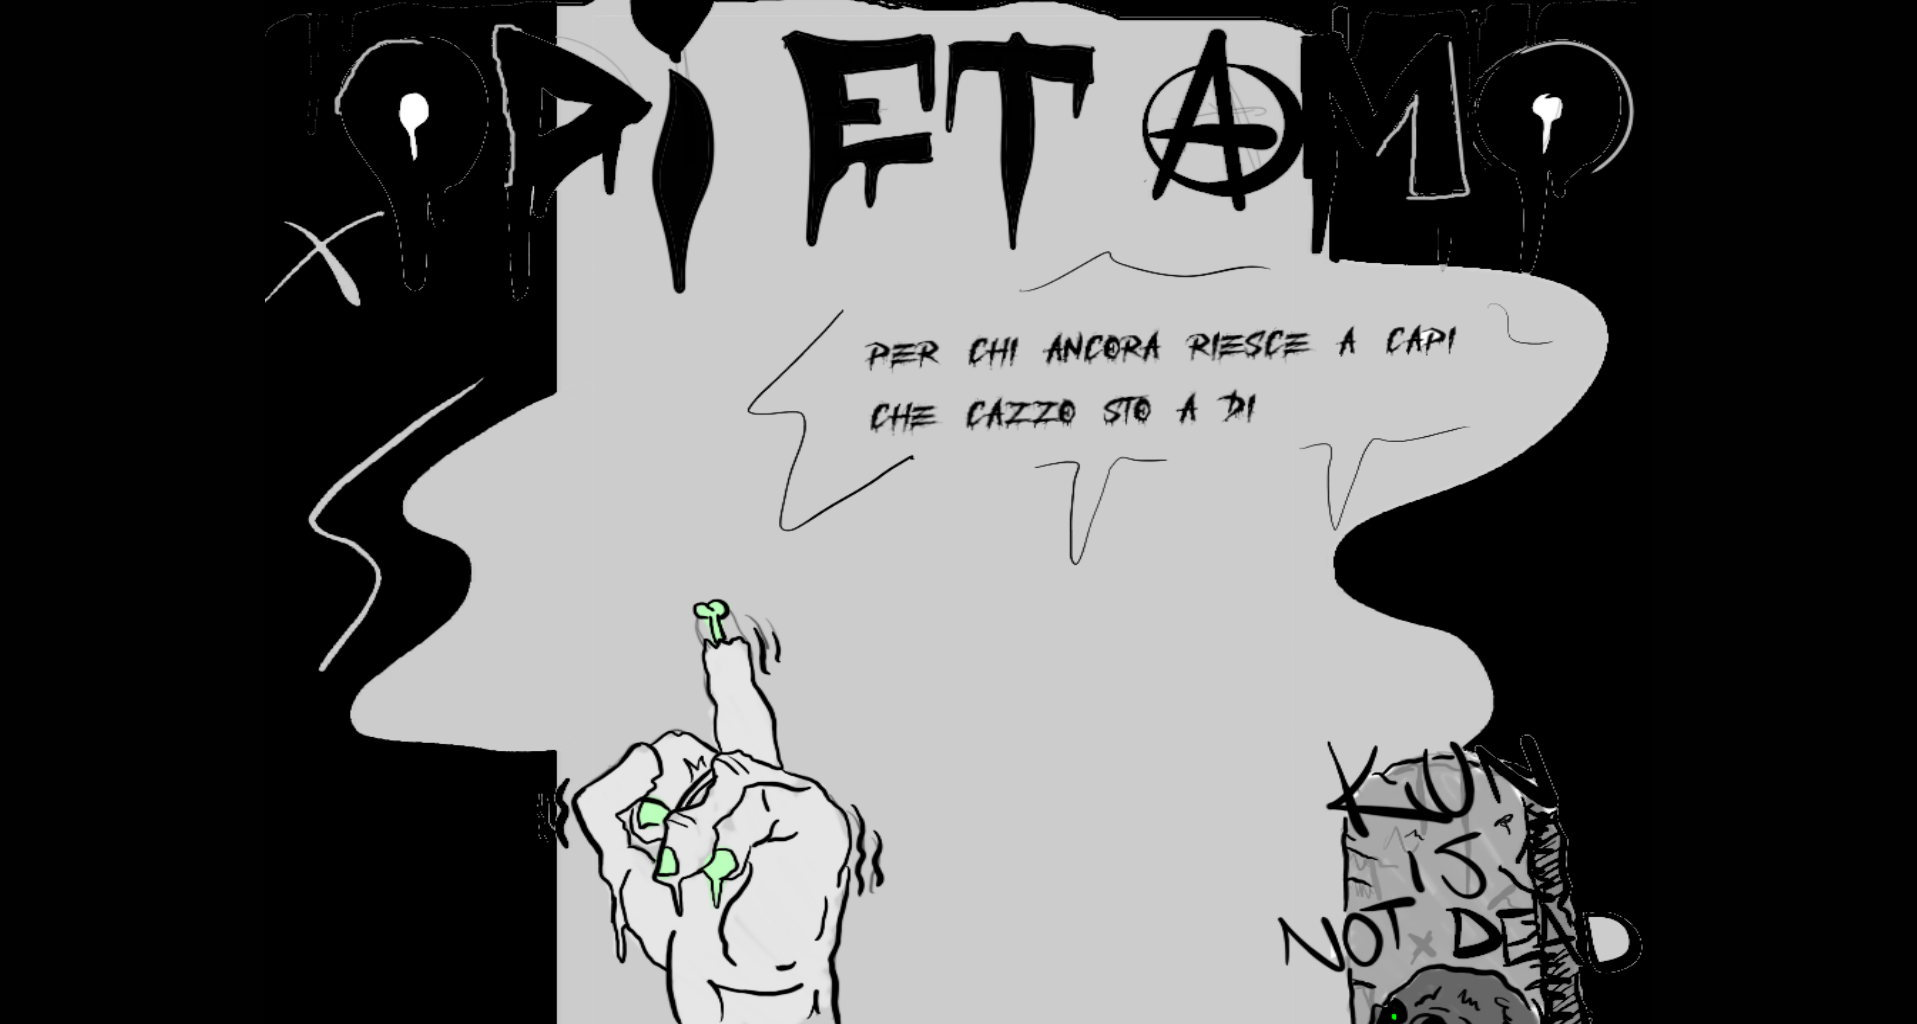 ODI ET AMO
PER CHI ANCORA RIESCE A CAPI
CHE CAZZO STO A DI
KUN
IS
NOT DEAD